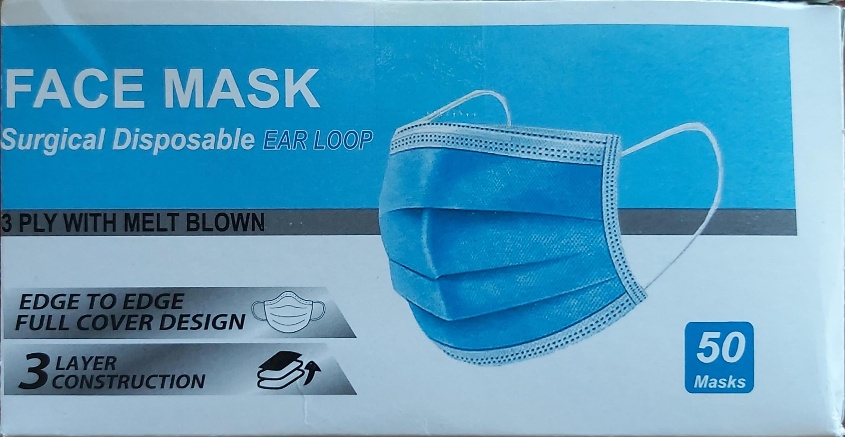 FACE MASK
Surgical Disposable EAR LOOP
3 PLY WITH MELT BLOWN
EDGE TO EDGE
FULL COVER DESIGN
3 LAYER
CONSTRUCTION
50
Masks